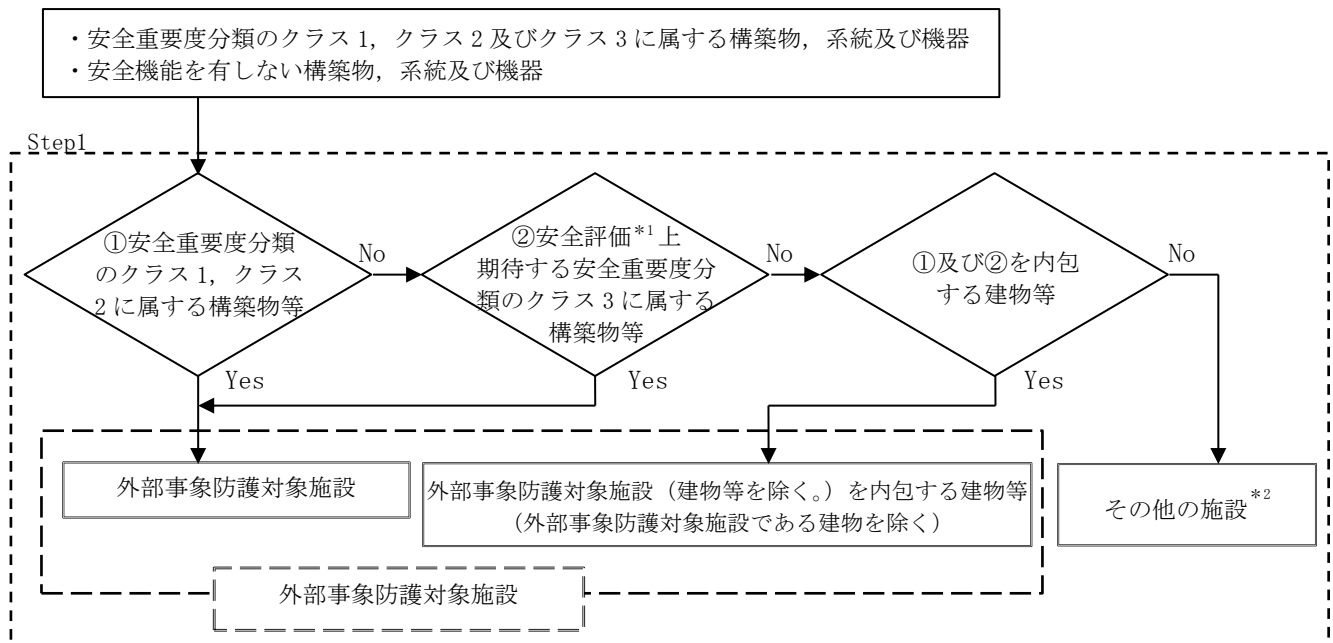 ・安全重要度分類のクラス1，クラス2及びクラス3に属する構築物，系統及び機器
・安全機能を有しない構築物，系統及び機器
Step1
①安全重要度分類
のクラス1，クラス
2に属する構築物等
No
②安全評価*1上
期待する安全重要度分
類のクラス3に属する
構築物等
No
①及び②を内包
する建物等
No
Yes
Yes
Yes
外部事象防護対象施設
外部事象防護対象施設（建物等を除く。）を内包する建物等
（外部事象防護対象施設である建物を除く）
その他の施設*2
外部事象防護対象施設